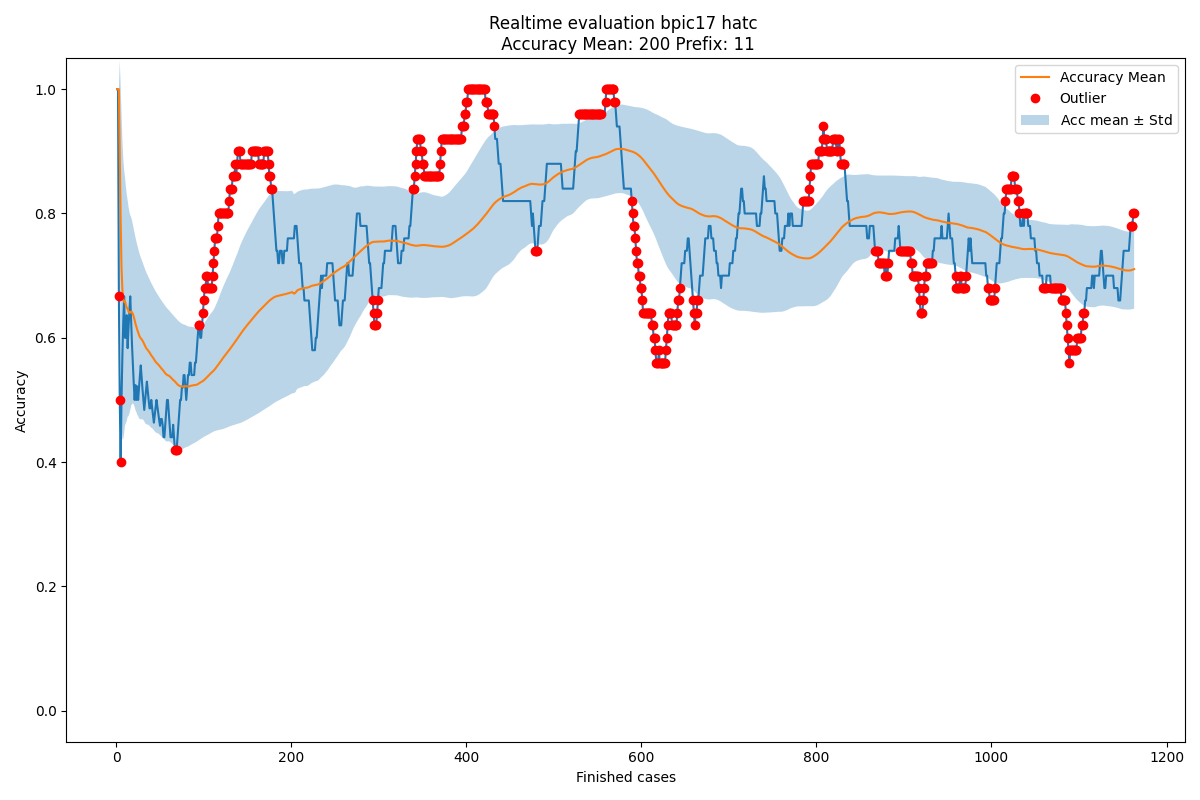 Realtime evaluation bpic17 hatc
Accuracy Mean: 200 Prefix: 11
Accuracy Mean
Outlier
Acc mean ± Std
1.0
0.8
0.6
0.4
0.2
0.0
Accuracy
0 200 400 600 800 1000 1200
Finished cases